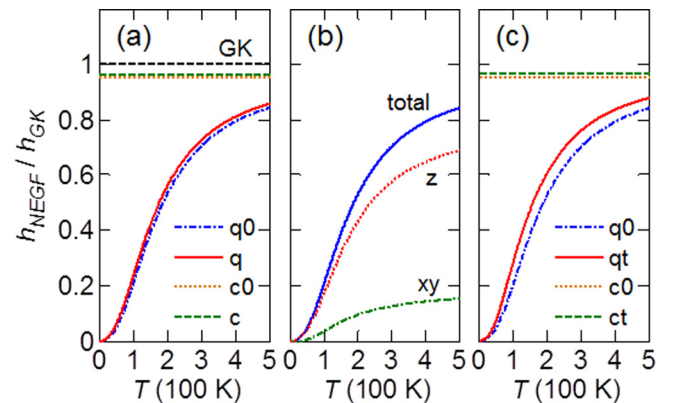 h_NEGF / h_GK
1
0.8
0.6
0.4
0.2
0
(a)
GK
q0
q
c0
c
0 1 2 3 4 5
T (100 K)
(b)
total
z
xy
0 1 2 3 4 5
T (100 K)
(c)
q0
qt
c0
ct
0 1 2 3 4 5
T (100 K)